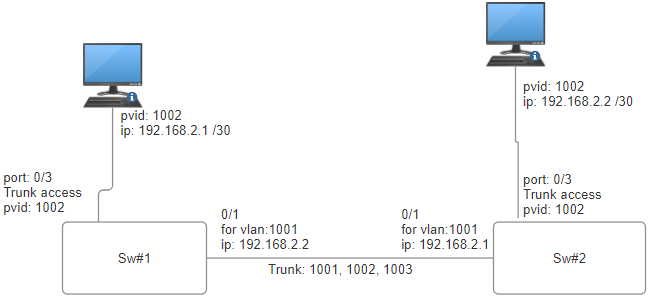 pvid: 1002
ip: 192.168.2.1 /30
pvid: 1002
ip: 192.168.2.2 /30
port: 0/3
Trunk access
pvid: 1002
port: 0/3
Trunk access
pvid: 1002
0/1
for vlan:1001
ip: 192.168.2.2
0/1
for vlan:1001
ip: 192.168.2.1
Sw#1
Sw#2
Trunk: 1001, 1002, 1003